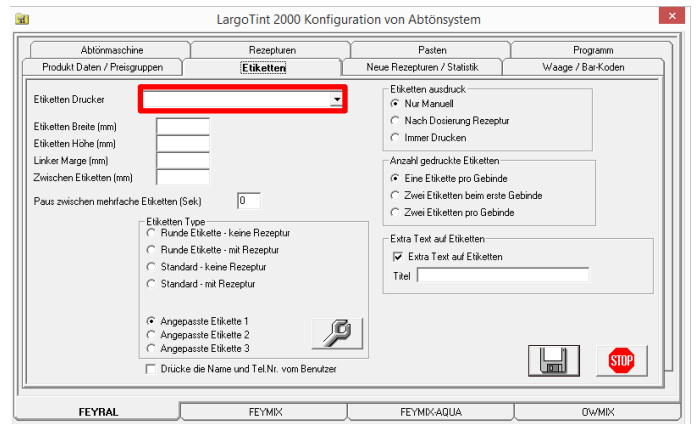 LargoTint 2000 Konfiguration von Abtönsystem
Abtönmaschine
Rezepturen
Pasten
Programm
Produkt Daten / Preisgruppen
Etiketten
Neue Rezepturen / Statistik
Waage / Bar-Koden
Etiketten Drucker
Etiketten Breite (mm)
Etiketten Höhe (mm)
Linker Marge (mm)
Zwischen Etiketten (mm)
Paus zwischen mehrfache Etiketten (Sek)
0
Etiketten Type
Runde Etikette - keine Rezeptur
Runde Etikette - mit Rezeptur
Standard - keine Rezeptur
Standard - mit Rezeptur
Angepasste Etikette 1
Angepasste Etikette 2
Angepasste Etikette 3
Drücke die Name und Tel.Nr. vom Benutzer
Etiketten ausdruck
Nur Manuell
Nach Dosierung Rezeptur
Immer Drucken
Anzahl gedruckte Etiketten
Eine Etikette pro Gebinde
Zwei Etiketten beim erste Gebinde
Zwei Etiketten pro Gebinde
Extra Text auf Etiketten
Extra Text auf Etiketten
Titel
STOP
FEYRAL
FEYMIX
FEYMIX-AQUA
OWMIX